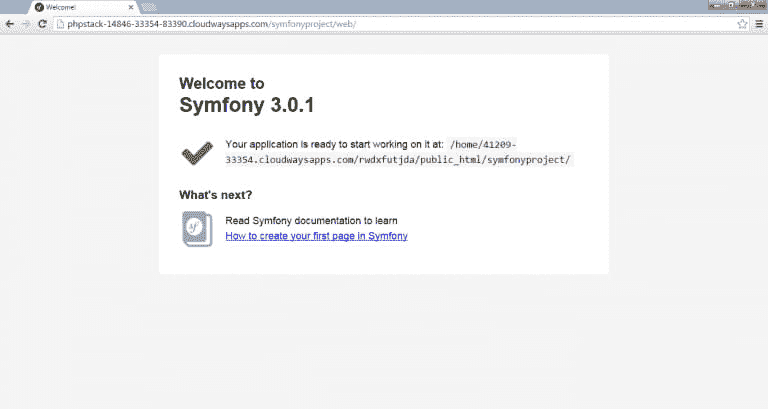 Welcome!
phpstack-14846-33354-83390.cloudwaysapps.com/symfonyproject/web/
Welcome to
Symfony 3.0.1
Your application is ready to start working on it at: /home/41209-
33354.cloudwaysapps.com/rwdxfutjda/public_html/symfonyproject/
What's next?
sf
Read Symfony documentation to learn
How to create your first page in Symfony